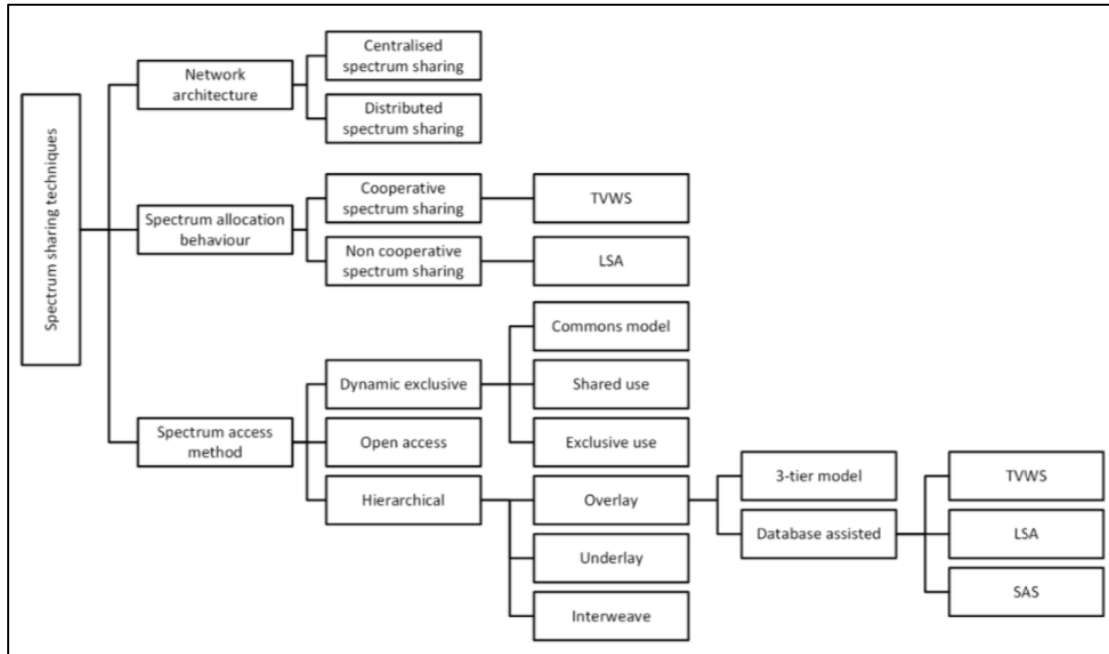 Spectrum sharing techniques
Network
architecture
Centralised
spectrum sharing
Distributed
spectrum sharing
Spectrum allocation
behaviour
Cooperative
spectrum sharing
TVWS
Non cooperative
spectrum sharing
LSA
Spectrum access
method
Dynamic exclusive
Commons model
Shared use
Exclusive use
Open access
Hierarchical
Overlay
3-tier model
Database assisted
TVWS
LSA
SAS
Underlay
Interweave